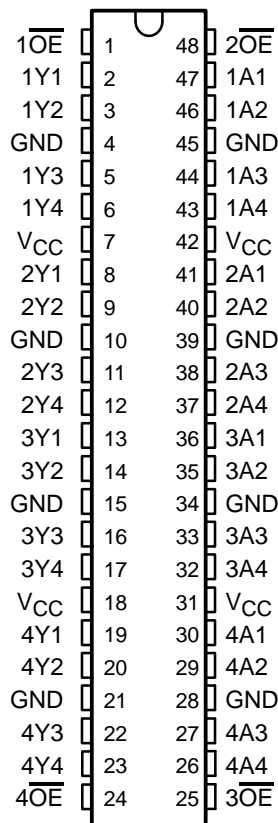 1O̅E̅ 1 48 2O̅E̅
1Y1 2 47 1A1
1Y2 3 46 1A2
GND 4 45 GND
1Y3 5 44 1A3
1Y4 6 43 1A4
VCC 7 42 VCC
2Y1 8 41 2A1
2Y2 9 40 2A2
GND 10 39 GND
2Y3 11 38 2A3
2Y4 12 37 2A4
3Y1 13 36 3A1
3Y2 14 35 3A2
GND 15 34 GND
3Y3 16 33 3A3
3Y4 17 32 3A4
VCC 18 31 VCC
4Y1 19 30 4A1
4Y2 20 29 4A2
GND 21 28 GND
4Y3 22 27 4A3
4Y4 23 26 4A4
4O̅E̅ 24 25 3O̅E̅